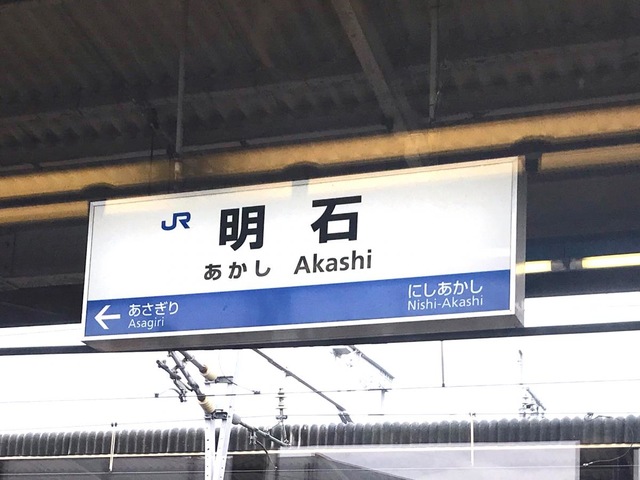 JR 明石
あかし Akashi
← あさぎり
Asagiri
にしあかし
Nishi-Akashi